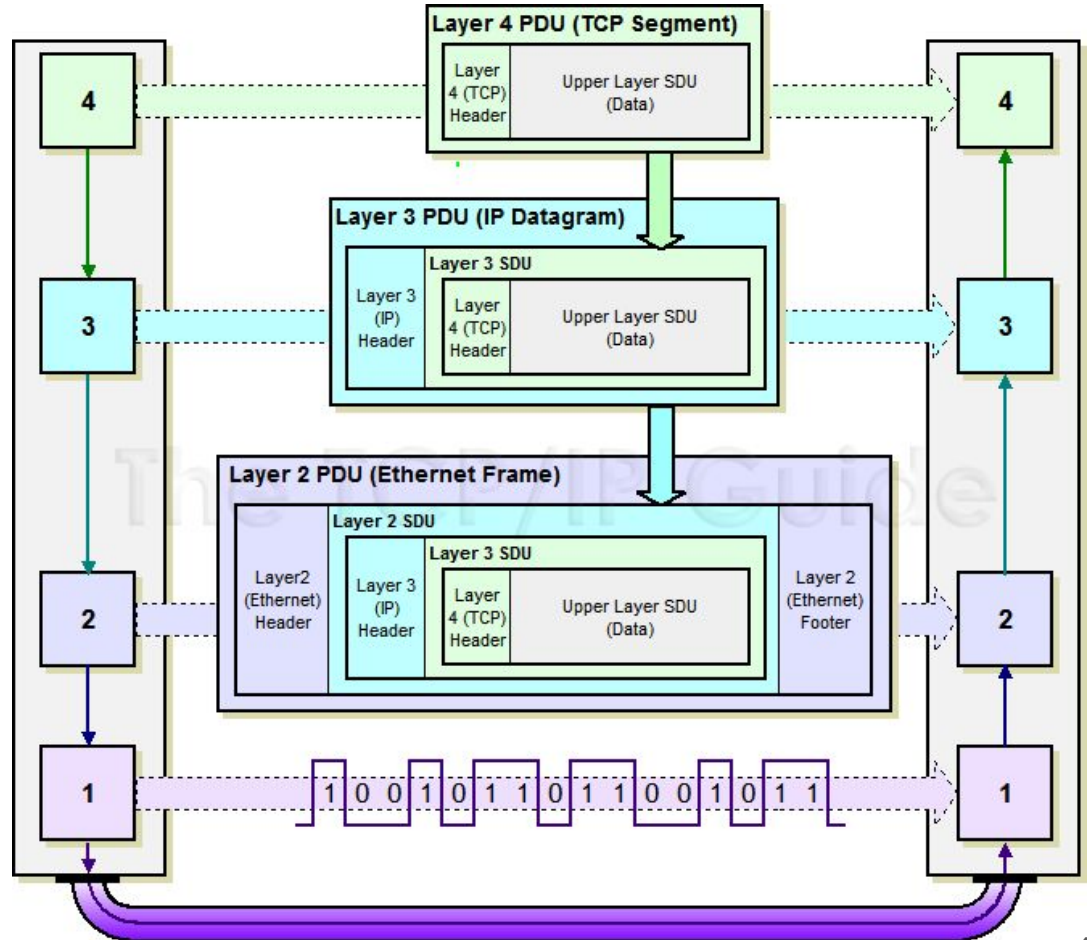 Layer 4 PDU (TCP Segment)
4
Layer
4 (TCP)
Header
Upper Layer SDU
(Data)
4
Layer 3 PDU (IP Datagram)
3
Layer 3
(IP)
Header
Layer 3 SDU
Layer
4 (TCP)
Header
Upper Layer SDU
(Data)
3
The TCP/IP Guide
Layer 2 PDU (Ethernet Frame)
2
Layer2
(Ethernet)
Header
Layer 2 SDU
Layer 3
(IP)
Header
Layer 3 SDU
Layer
4 (TCP)
Header
Upper Layer SDU
(Data)
Layer 2
(Ethernet)
Footer
2
1
1 0 0 1 0 1 1 0 1 1 0 0 1 0 1 1
1